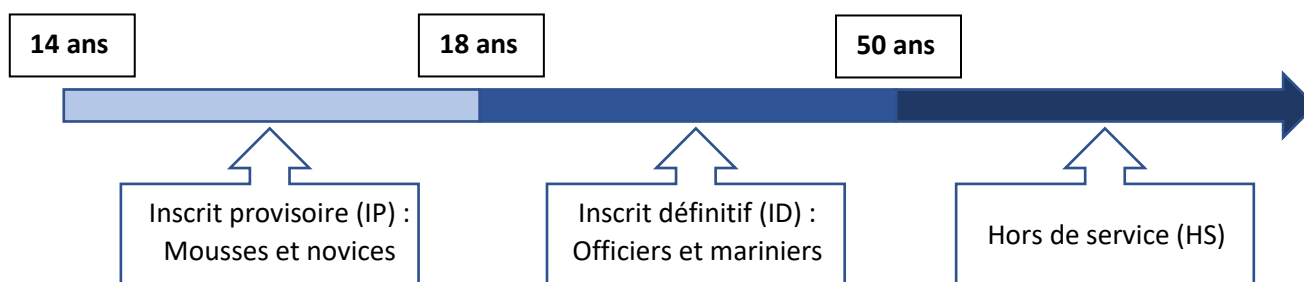 14 ans
18 ans
50 ans
Inscrit provisoire (IP) :
Mousses et novices
Inscrit définitif (ID) :
Officiers et mariniers
Hors de service (HS)